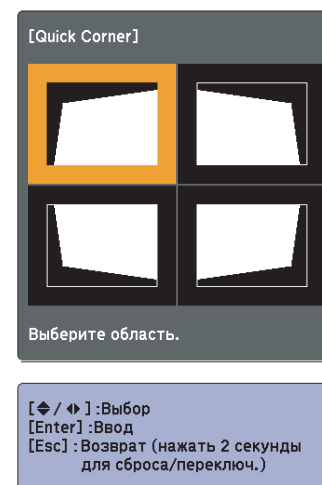 [Quick Corner]
Выберите область.
[◆/◆] :Выбор
[Enter] :Ввод
[Esc] :Возврат (нажать 2 секунды
для сброса/переключ.)